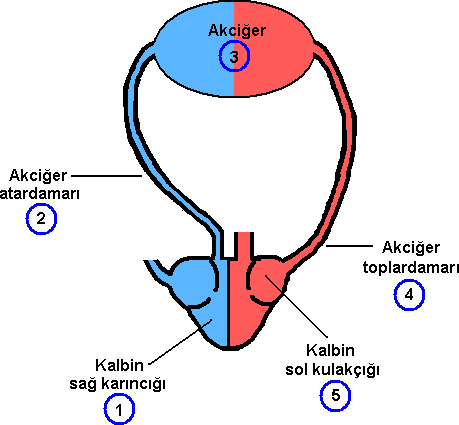 Akciğer
3
Akciğer
atardamarı
2
Akciğer
toplardamarı
4
Kalbin
sağ karıncığı
1
Kalbin
sol kulakçığı
5